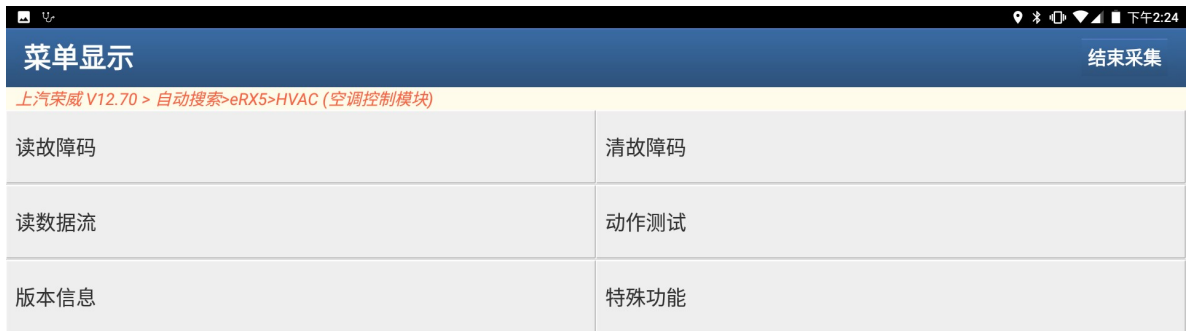 下午2:24
菜单显示
结束采集
上汽荣威 V12.70 > 自动搜索>eRX5>HVAC (空调控制模块)
读故障码
清故障码
读数据流
动作测试
版本信息
特殊功能